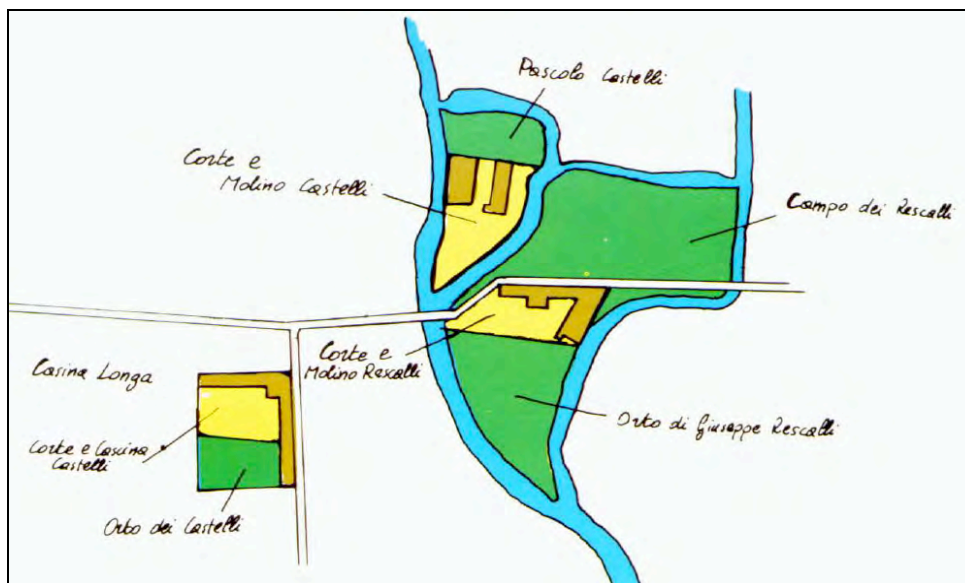 Pascolo Castelli
Corte e
Molino Castelli
Campo dei Rescalli
Corte e
Molino Rescalli
Casina Longa
Orto di Giuseppe Rescalli
Corte e Cascina
Castelli
Orto dei Castelli